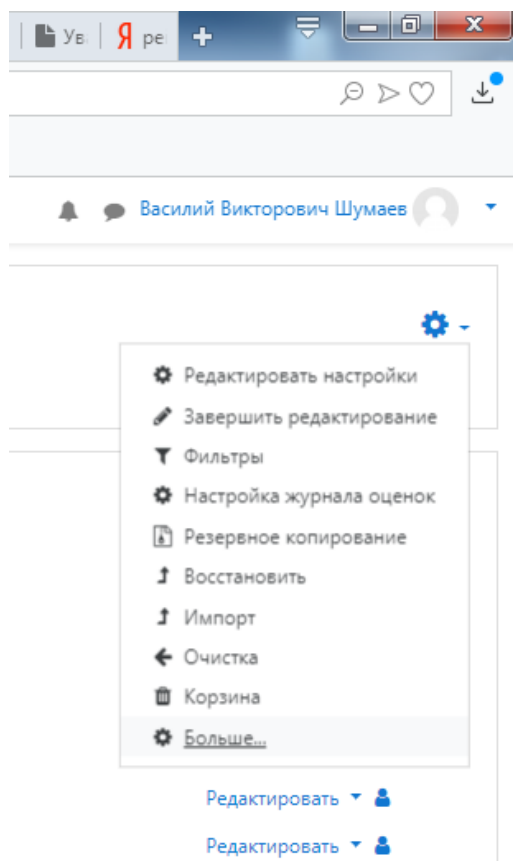 Ув
Я ре
Василий Викторович Шумаев
Редактировать настройки
Завершить редактирование
Фильтры
Настройка журнала оценок
Резервное копирование
Восстановить
Импорт
Очистка
Корзина
Больше...
Редактировать
Редактировать